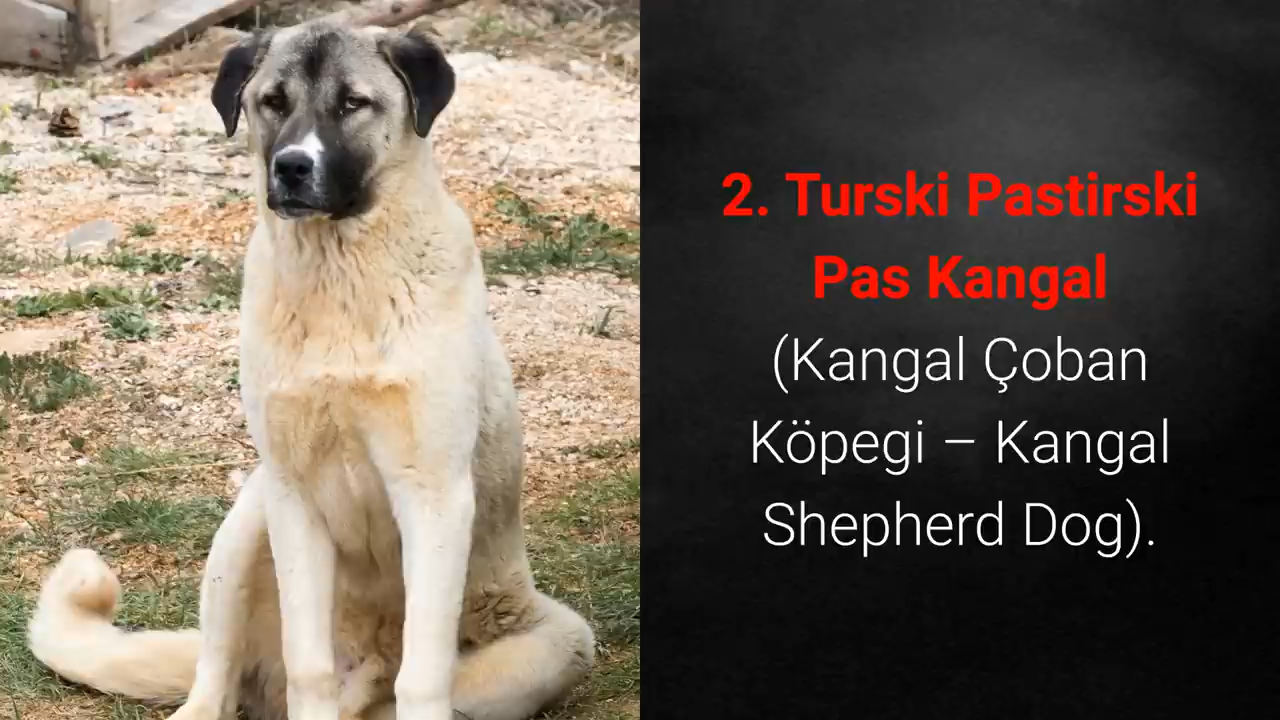 2. Turski Pastirski
Pas Kangal
(Kangal Çoban
Köpegi – Kangal
Shepherd Dog).